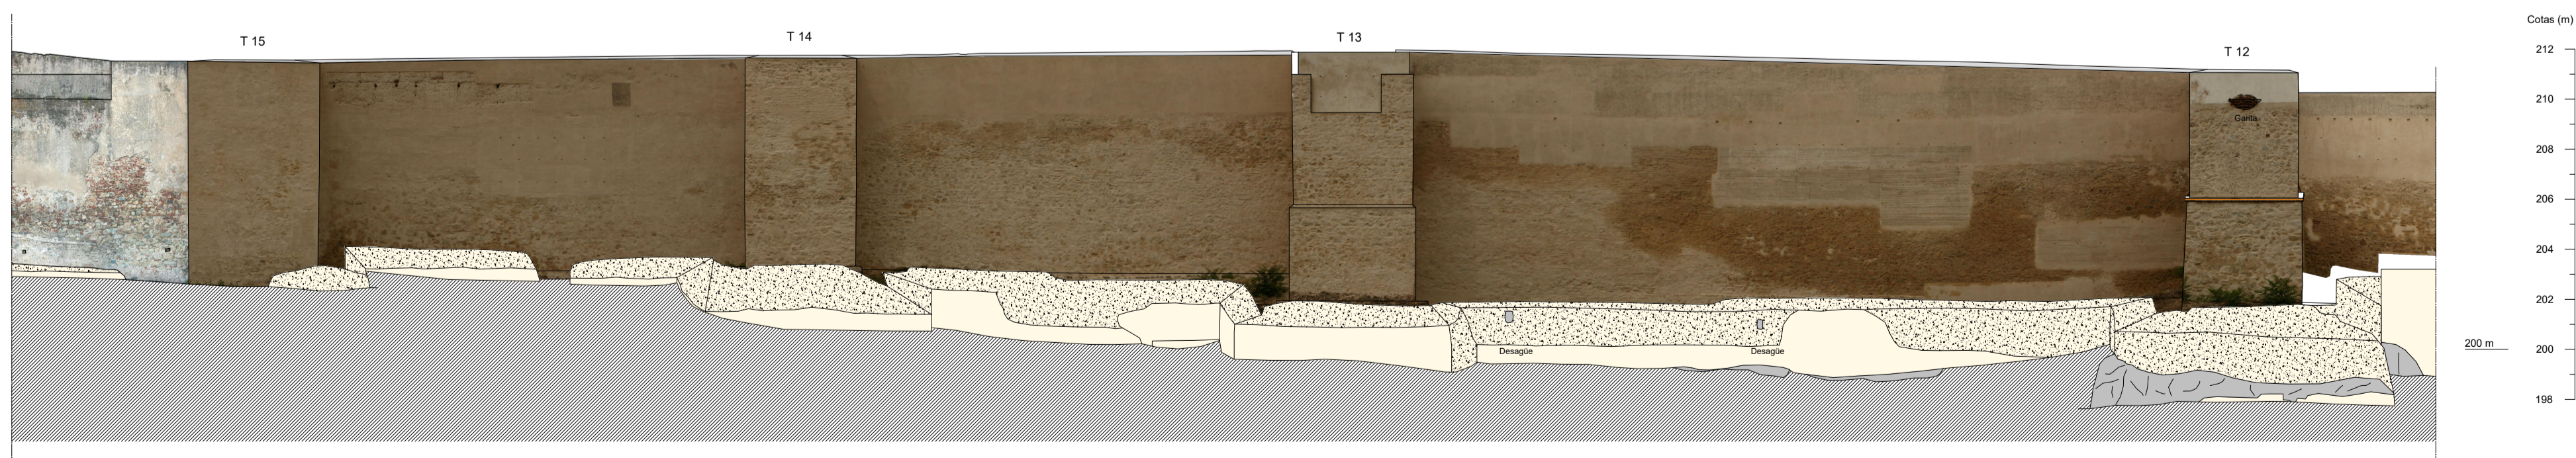 T 15
T 14
T 13
T 12
Cotas (m)
212
210
Garita
208
206
204
202
200 m
200
Desagüe
Desagüe
198